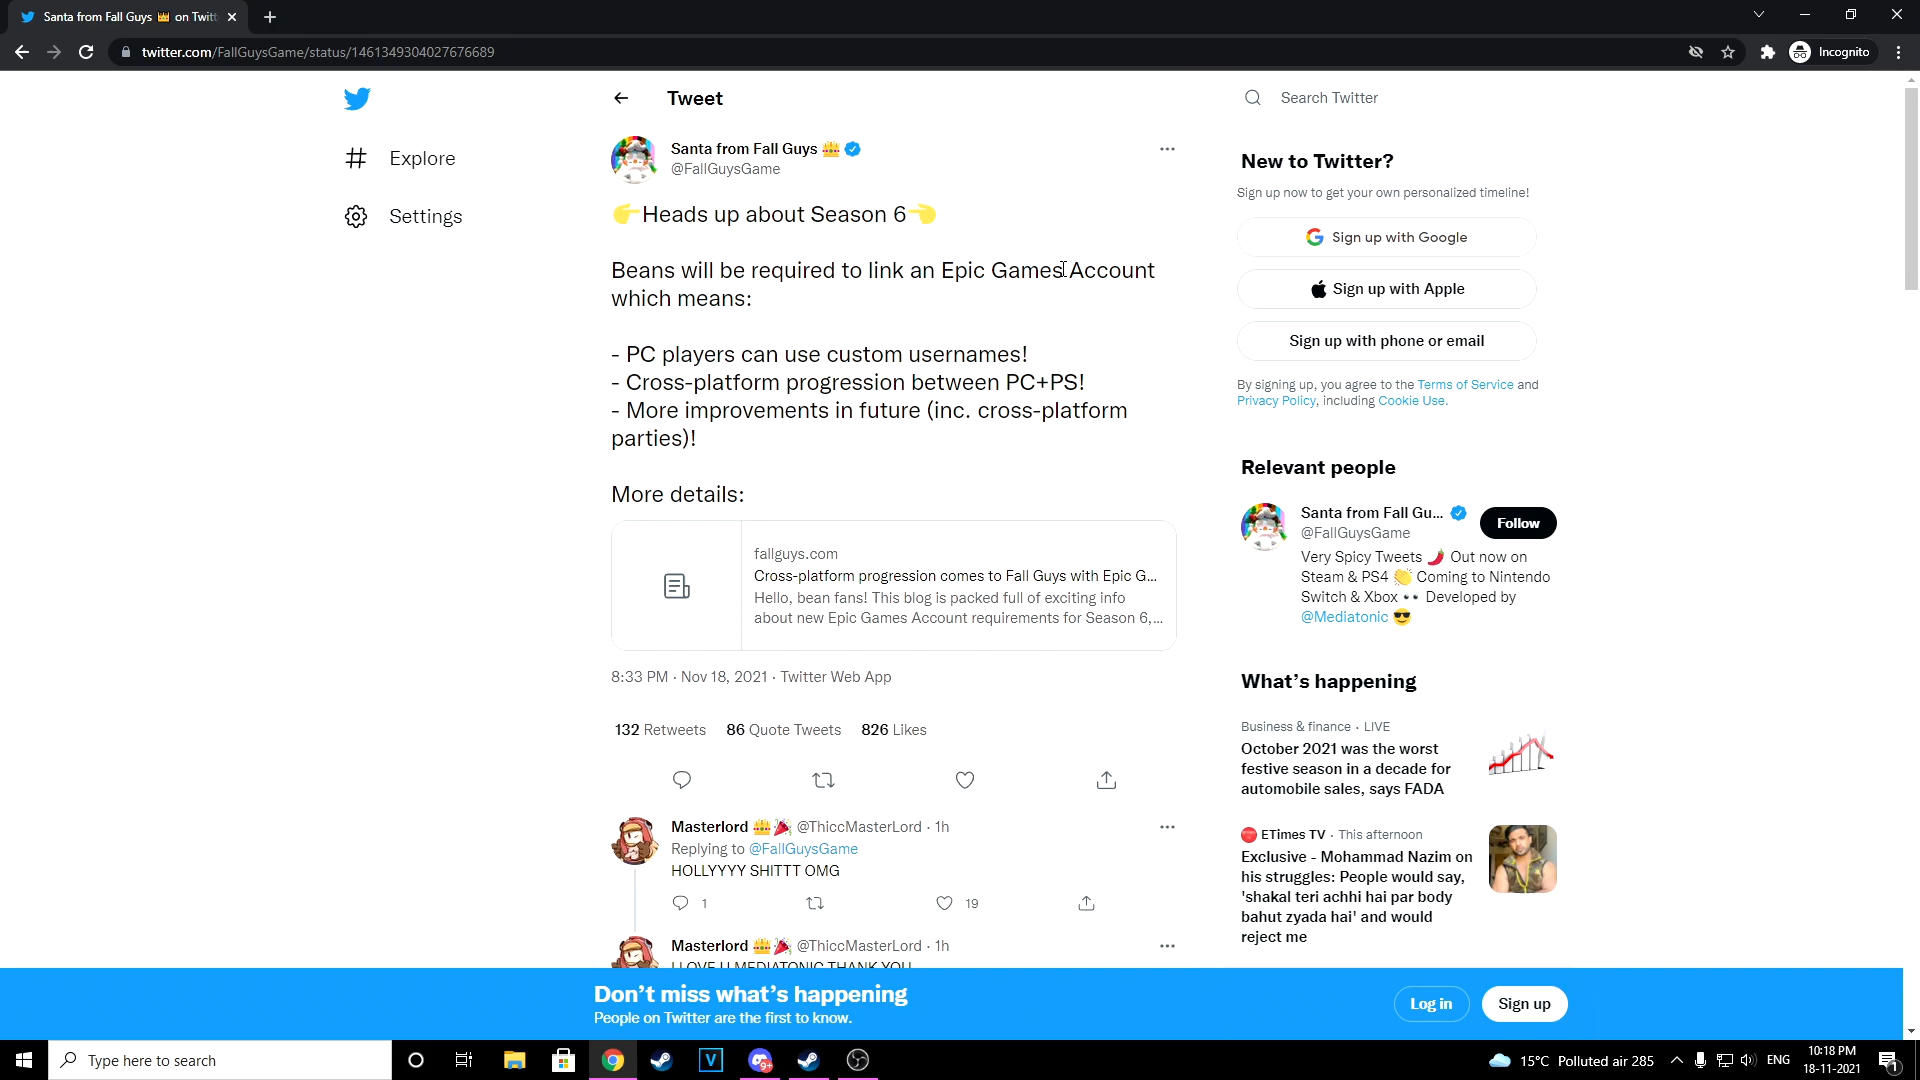 Santa from Fall Guys 👑 on Twitt
twitter.com/FallGuysGame/status/1461349304027676689
Incognito
Explore
Settings
Tweet
Santa from Fall Guys 👑
@FallGuysGame
👉Heads up about Season 6👈
Beans will be required to link an Epic Games Account
which means:
- PC players can use custom usernames!
- Cross-platform progression between PC+PS!
- More improvements in future (inc. cross-platform
parties)!
More details:
fallguys.com
Cross-platform progression comes to Fall Guys with Epic G...
Hello, bean fans! This blog is packed full of exciting info
about new Epic Games Account requirements for Season 6,...
8:33 PM · Nov 18, 2021 · Twitter Web App
132 Retweets 86 Quote Tweets 826 Likes
Masterlord 👑🎉 @ThiccMasterLord · 1h
Replying to @FallGuysGame
HOLLYYYY SHITTT OMG
1 19
Masterlord 👑🎉 @ThiccMasterLord · 1h
I LOVE U MEDIATONIC THANK YOU
Search Twitter
New to Twitter?
Sign up now to get your own personalized timeline!
Sign up with Google
Sign up with Apple
Sign up with phone or email
By signing up, you agree to the Terms of Service and
Privacy Policy, including Cookie Use.
Relevant people
Santa from Fall Gu...
@FallGuysGame
Follow
Very Spicy Tweets 🌶️ Out now on
Steam & PS4 👏 Coming to Nintendo
Switch & Xbox 👀 Developed by
@Mediatonic 😎
What's happening
Business & finance · LIVE
October 2021 was the worst
festive season in a decade for
automobile sales, says FADA
ETimes TV · This afternoon
Exclusive - Mohammad Nazim on
his struggles: People would say,
'shakal teri achhi hai par body
bahut zyada hai' and would
reject me
Don't miss what's happening
People on Twitter are the first to know.
Log in
Sign up
Type here to search
V
9+
15°C Polluted air 285
ENG
10:18 PM
18-11-2021
1